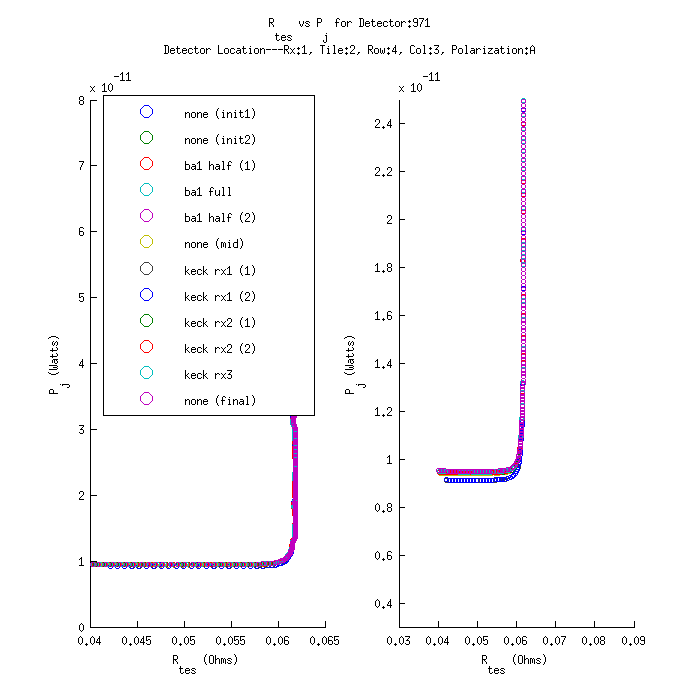 R tes vs P j for Detector:971
Detector Location---Rx:1, Tile:2, Row:4, Col:3, Polarization:A
x 10 -11
8
7
6
5
4
3
2
1
0
P j (Watts)
none (init1)
none (init2)
ba1 half (1)
ba1 full
ba1 half (2)
none (mid)
keck rx1 (1)
keck rx1 (2)
keck rx2 (1)
keck rx2 (2)
keck rx3
none (final)
0.04 0.045 0.05 0.055 0.06 0.065
R tes (Ohms)
x 10 -11
2.4
2.2
2
1.8
1.6
1.4
1.2
1
0.8
0.6
0.4
P j (Watts)
0.03 0.04 0.05 0.06 0.07 0.08 0.09
R tes (Ohms)